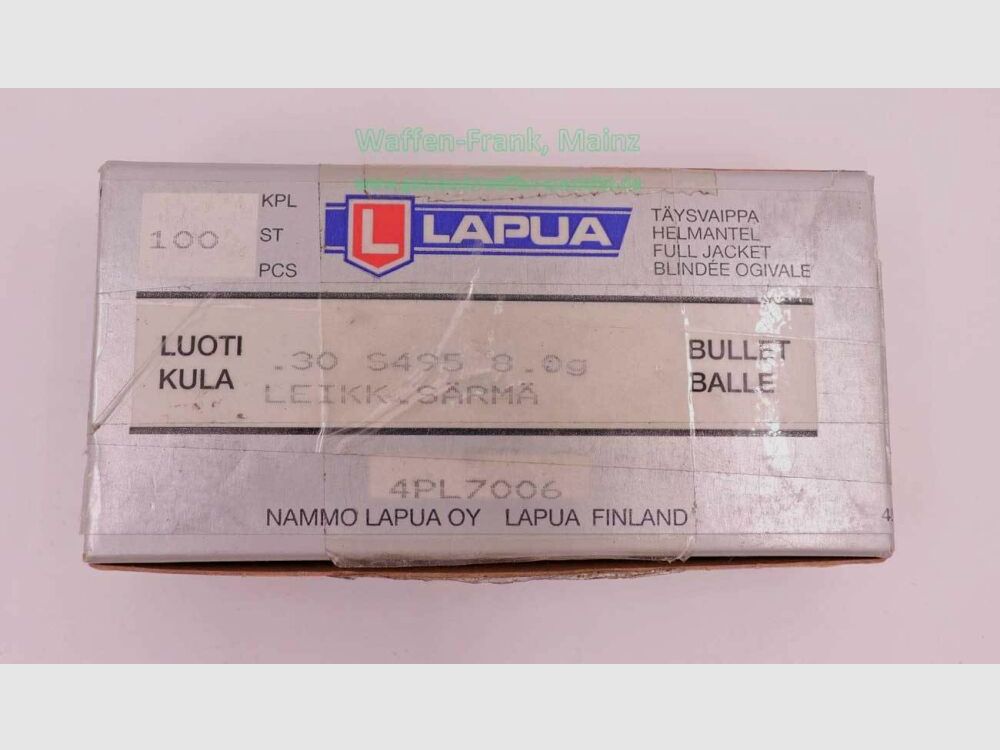 Waffen-Frank, Mainz
KPL
100 ST
PCS
L LAPUA
TÄYSVAIPPA
HELMANTEL
FULL JACKET
BLINDÉE OGIVALE
LUOTI
KULA
.30 S495 8.0g
LEIKK.SÄRMÄ
BULLET
BALLE
4PL7006
NAMMO LAPUA OY LAPUA FINLAND